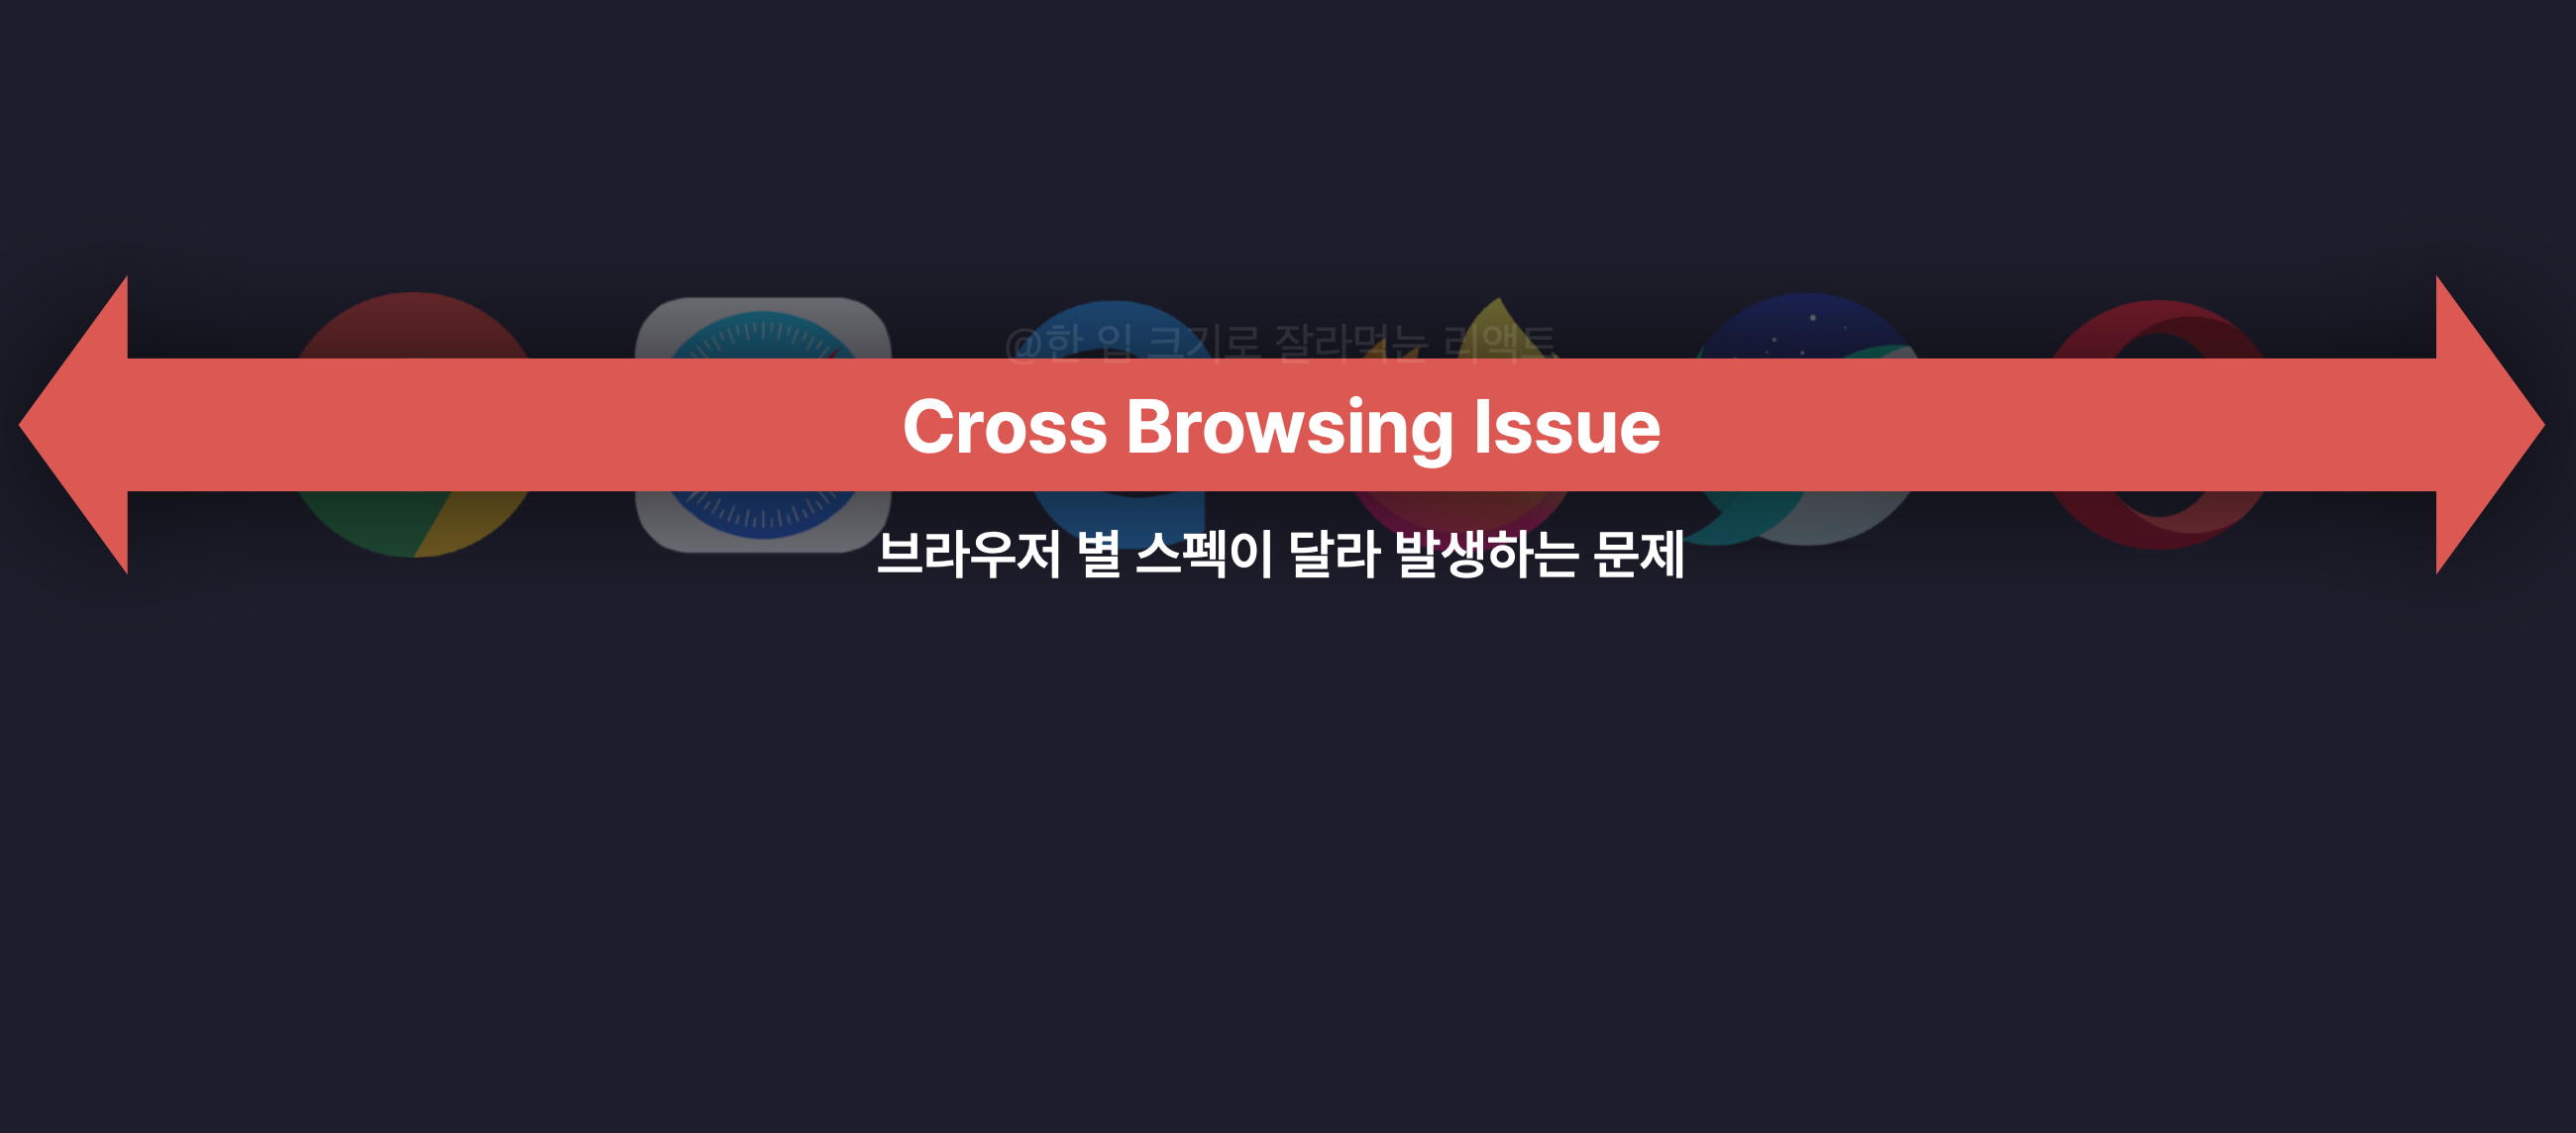 @한 입 크기로 잘라먹는 리액트
Cross Browsing Issue
브라우저 별 스펙이 달라 발생하는 문제